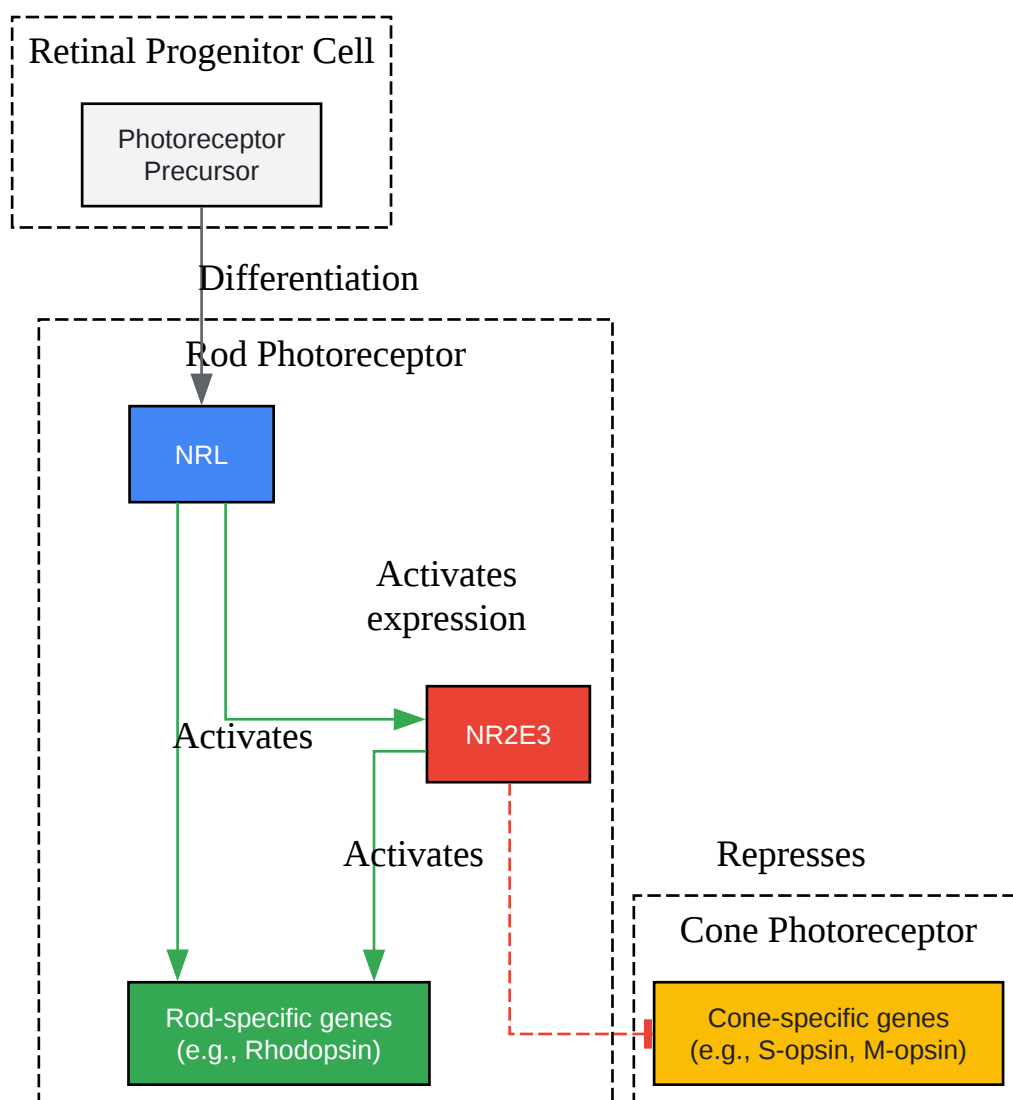 Retinal Progenitor Cell
Photoreceptor
Precursor
Differentiation
Rod Photoreceptor
NRL
Activates
expression
Activates
NR2E3
Activates
Represses
Cone Photoreceptor
Rod-specific genes
(e.g., Rhodopsin)
Cone-specific genes
(e.g., S-opsin, M-opsin)